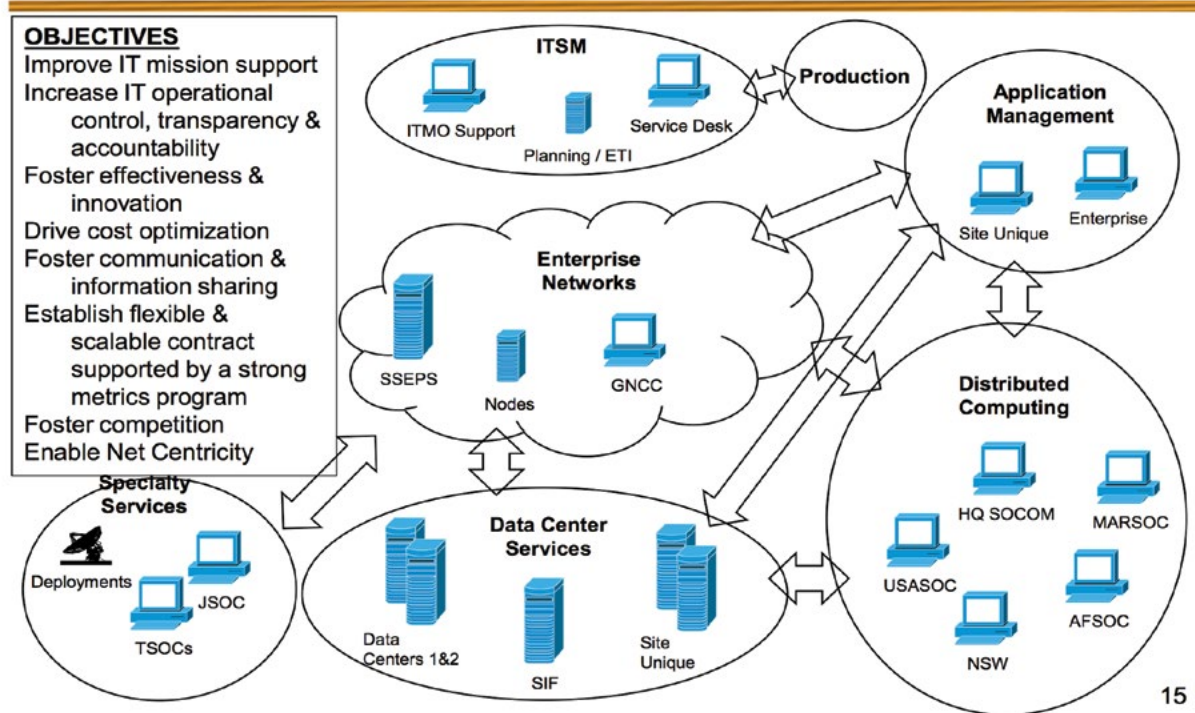 OBJECTIVES
Improve IT mission support
Increase IT operational
control, transparency &
accountability
Foster effectiveness &
innovation
Drive cost optimization
Foster communication &
information sharing
Establish flexible &
scalable contract
supported by a strong
metrics program
Foster competition
Enable Net Centricity
ITSM
ITMO Support
Service Desk
Planning / ETI
Production
Application
Management
Site Unique
Enterprise
Enterprise
Networks
SSEPS
Nodes
GNCC
Distributed
Computing
HQ SOCOM
MARSOC
USASOC
AFSOC
NSW
Specialty
Services
Deployments
JSOC
TSOCs
Data Center
Services
Data
Centers 1&2
SIF
Site
Unique
15